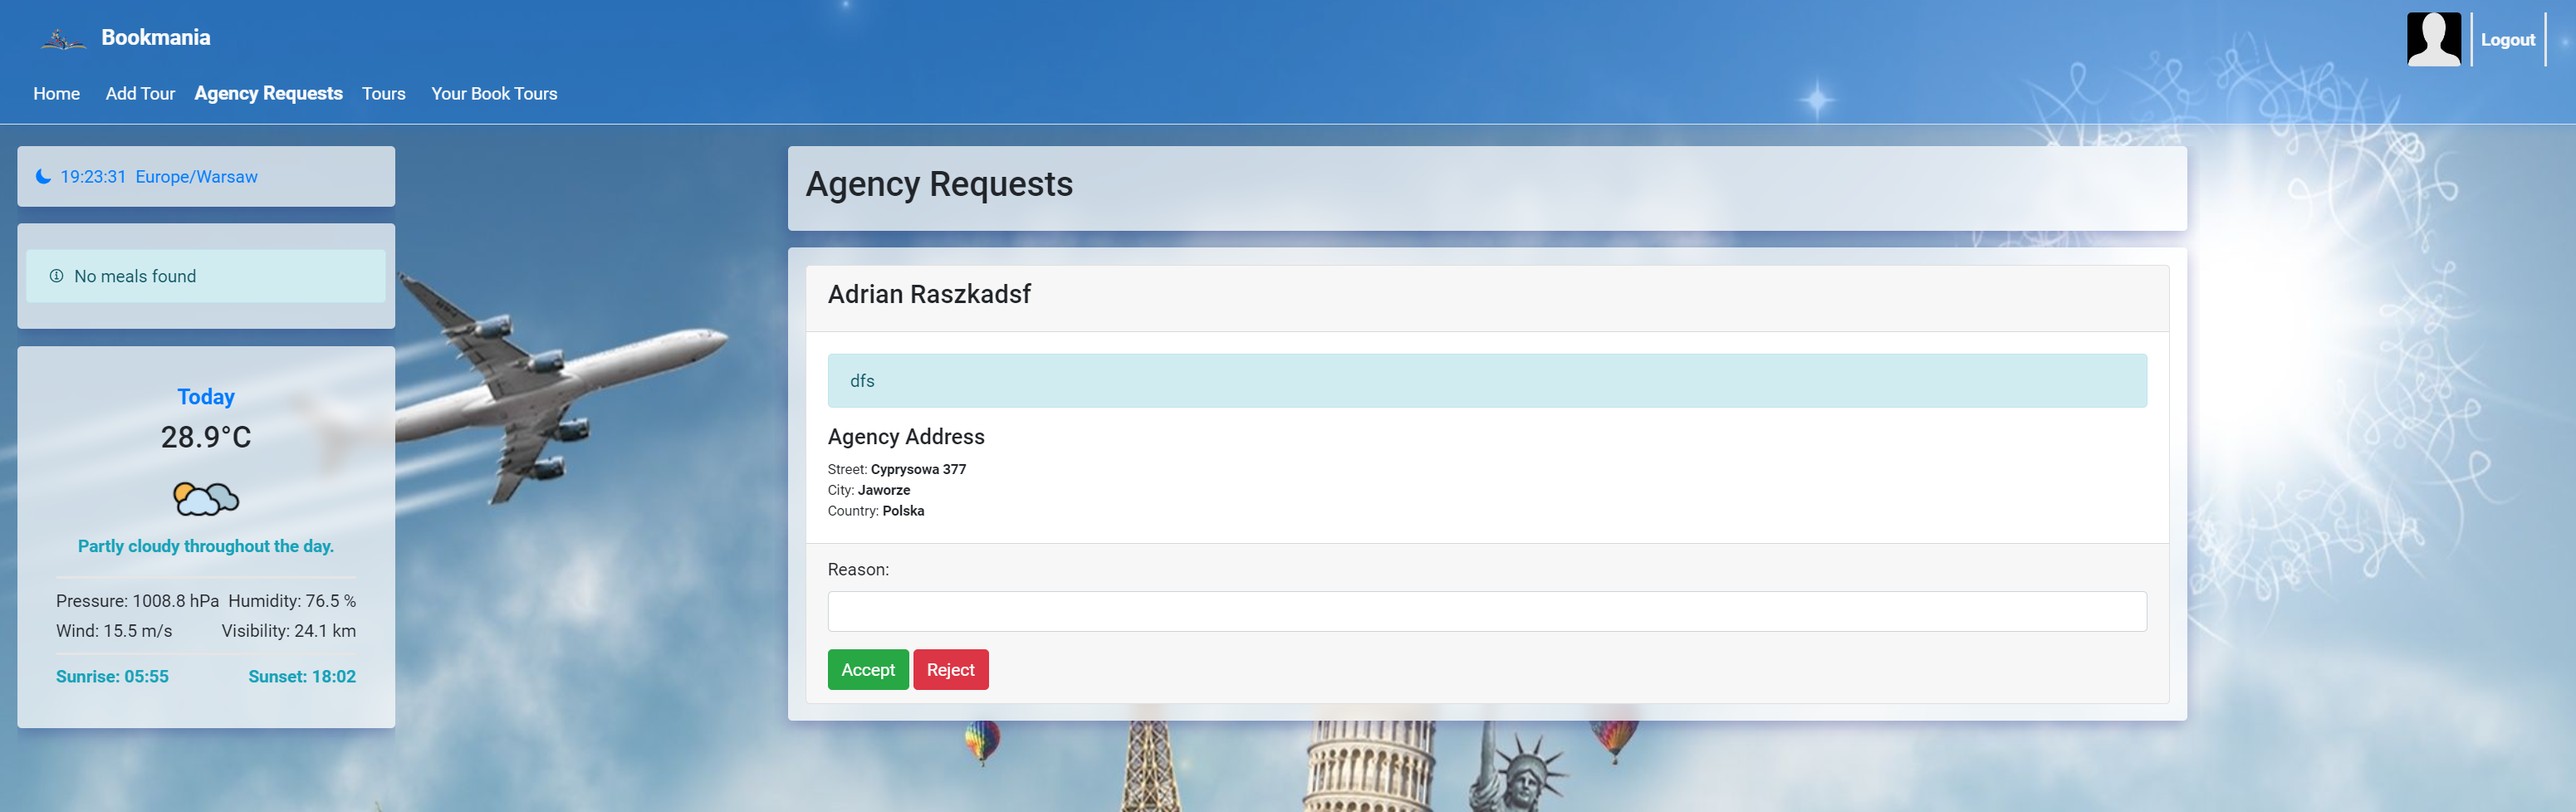 Bookmania
Logout
Home Add Tour Agency Requests Tours Your Book Tours
19:23:31 Europe/Warsaw
No meals found
Today
28.9°C
Partly cloudy throughout the day.
Pressure: 1008.8 hPa Humidity: 76.5 %
Wind: 15.5 m/s Visibility: 24.1 km
Sunrise: 05:55 Sunset: 18:02
Agency Requests
Adrian Raszkadsf
dfs
Agency Address
Street: Cyprysowa 377
City: Jaworze
Country: Polska
Reason:
Accept Reject